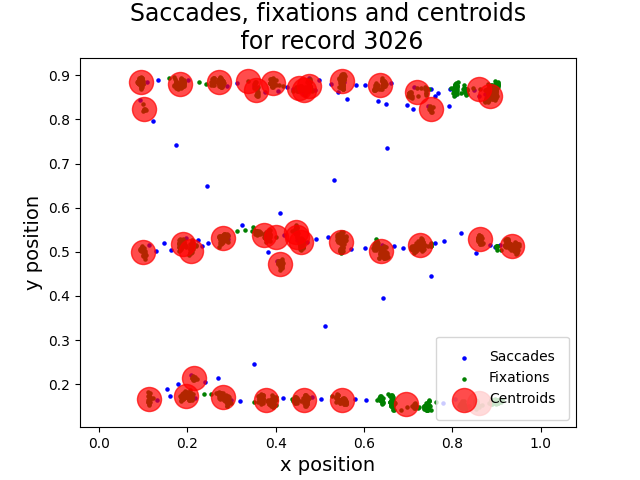 Saccades, fixations and centroids
for record 3026
0.9
0.8
0.7
0.6
0.5
0.4
0.3
0.2
y position
Saccades
Fixations
Centroids
0.0 0.2 0.4 0.6 0.8 1.0
x position